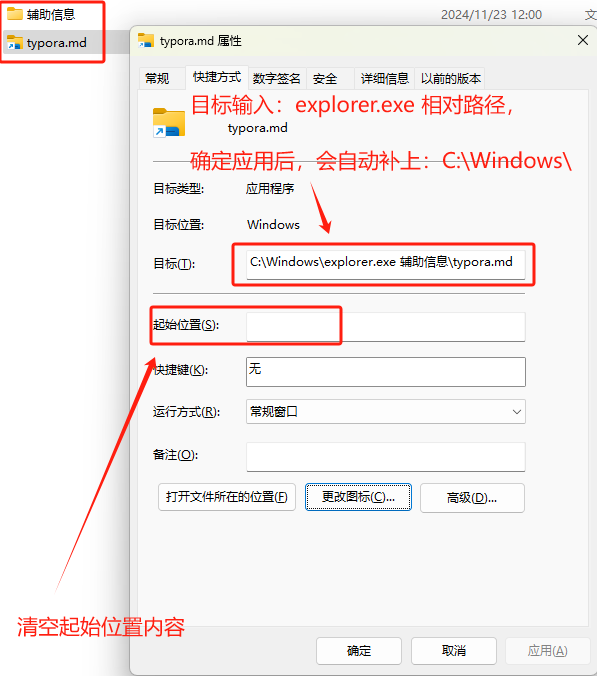 辅助信息
2024/11/23 12:00
文
typora.md
typora.md 属性
常规
快捷方式
数字签名
安全
详细信息
以前的版本
目标输入：explorer.exe 相对路径，
typora.md
确定应用后，会自动补上：C:\Windows\
目标类型:
应用程序
目标位置:
Windows
目标(T):
C:\Windows\explorer.exe 辅助信息\typora.md
起始位置(S):
快捷键(K):
无
运行方式(R):
常规窗口
备注(O):
打开文件所在的位置(F)
更改图标(C)...
高级(D)...
清空起始位置内容
确定
取消
应用(A)